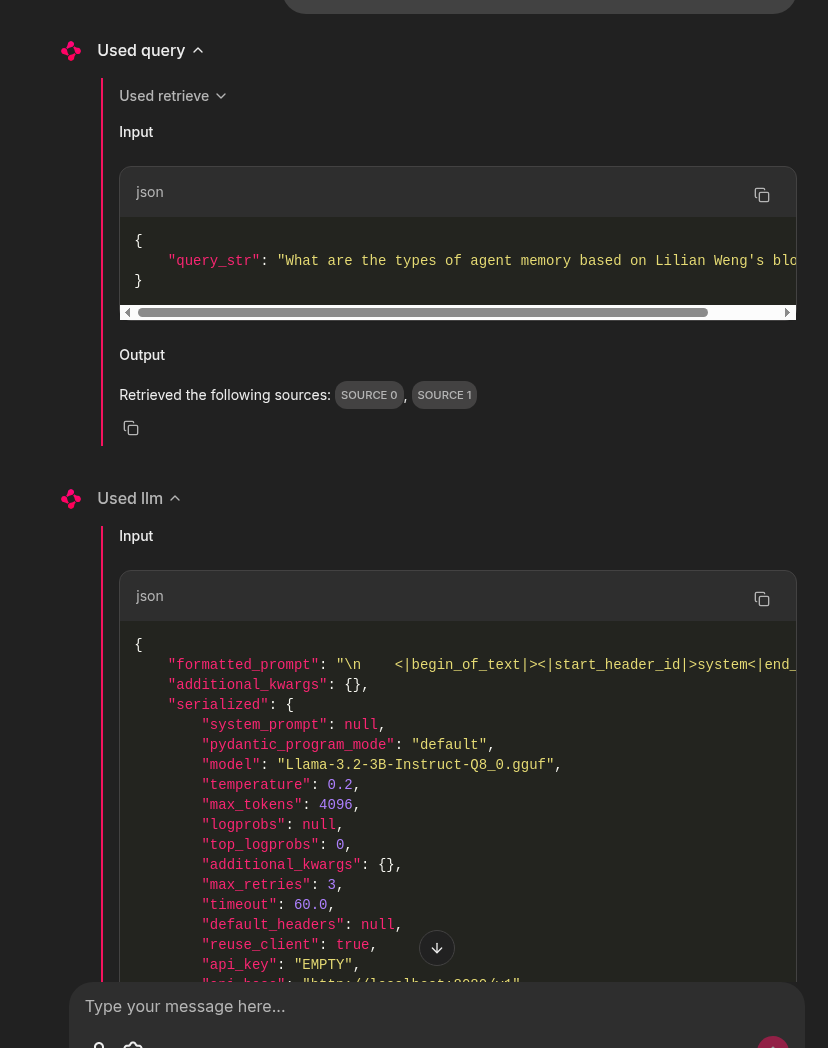 Used query
Used retrieve
Input
json
{
    "query_str": "What are the types of agent memory based on Lilian Weng's blo
}
Output
Retrieved the following sources: SOURCE 0, SOURCE 1
Used llm
Input
json
{
    "formatted_prompt": "\n    <|begin_of_text|><|start_header_id|>system<|end_
    "additional_kwargs": {},
    "serialized": {
        "system_prompt": null,
        "pydantic_program_mode": "default",
        "model": "Llama-3.2-3B-Instruct-Q8_0.gguf",
        "temperature": 0.2,
        "max_tokens": 4096,
        "logprobs": null,
        "top_logprobs": 0,
        "additional_kwargs": {},
        "max_retries": 3,
        "timeout": 60.0,
        "default_headers": null,
        "reuse_client": true,
        "api_key": "EMPTY",
Type your message here...